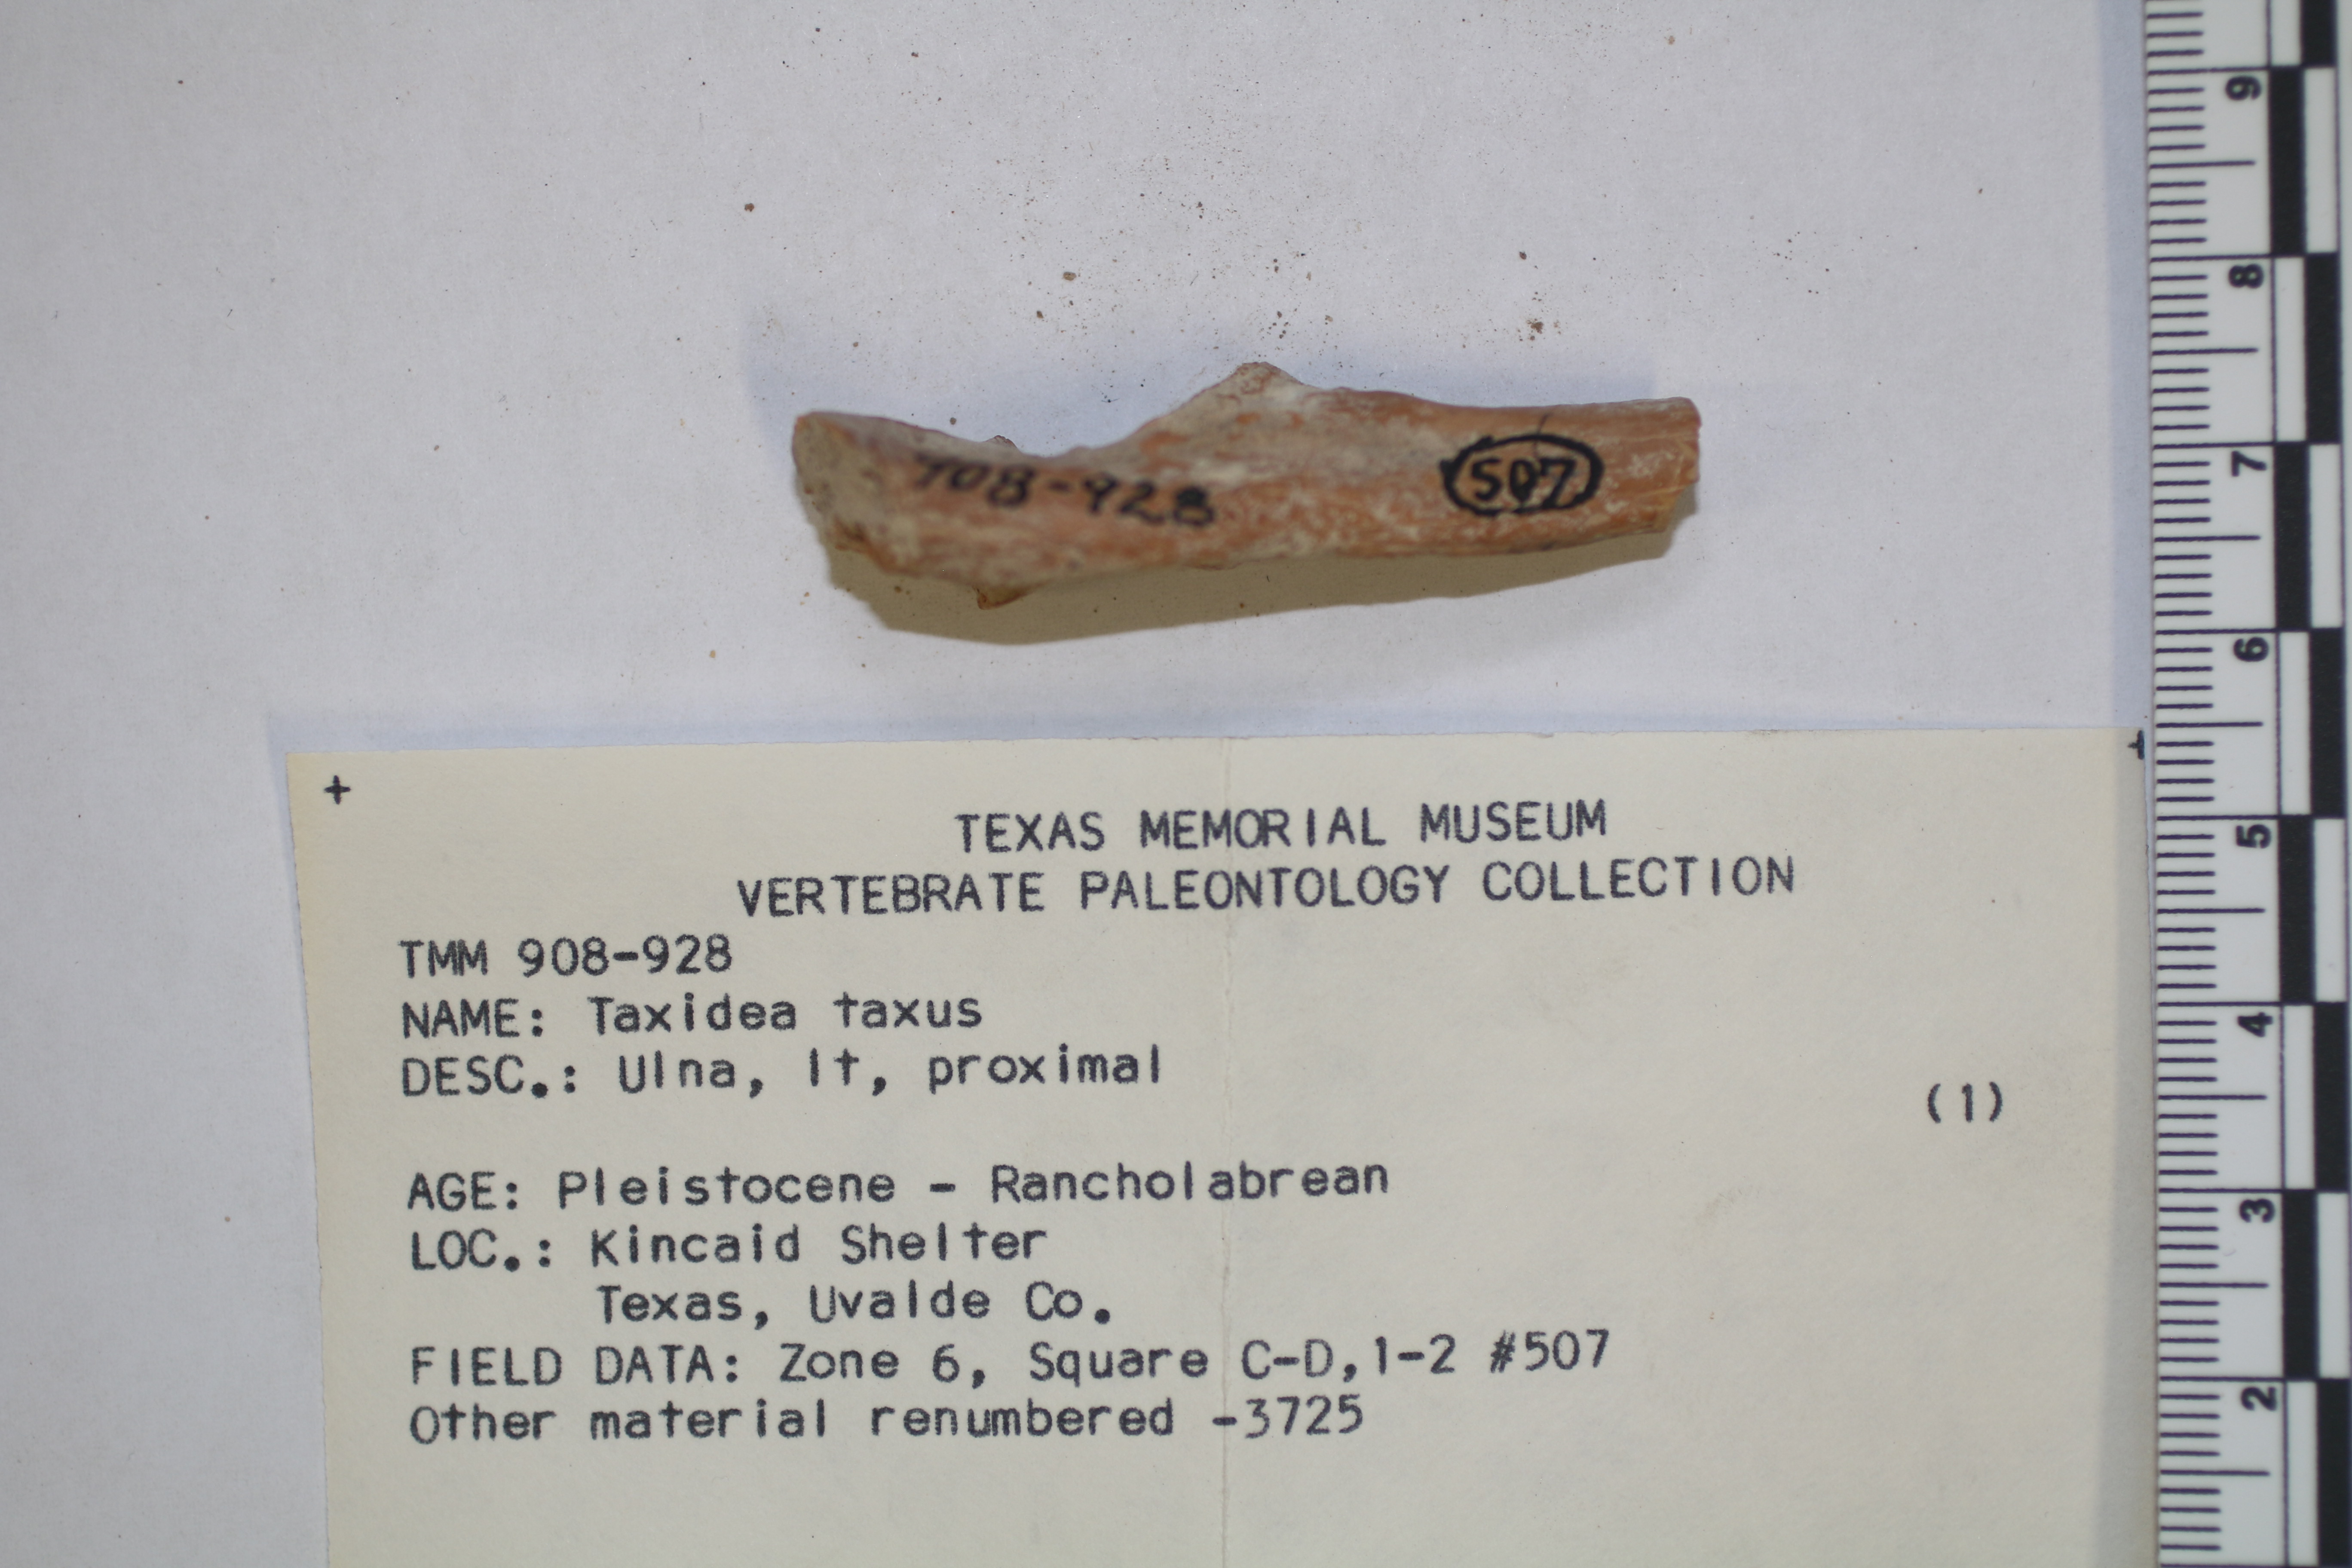 908-928
507
+
TEXAS MEMORIAL MUSEUM
VERTEBRATE PALEONTOLOGY COLLECTION
TMM 908-928
NAME: Taxidea taxus
DESC.: Ulna, lt, proximal
(1)
AGE: Pleistocene - Rancholabrean
LOC.: Kincaid Shelter
Texas, Uvalde Co.
FIELD DATA: Zone 6, Square C-D,1-2 #507
Other material renumbered -3725
9
8
7
6
5
4
3
2